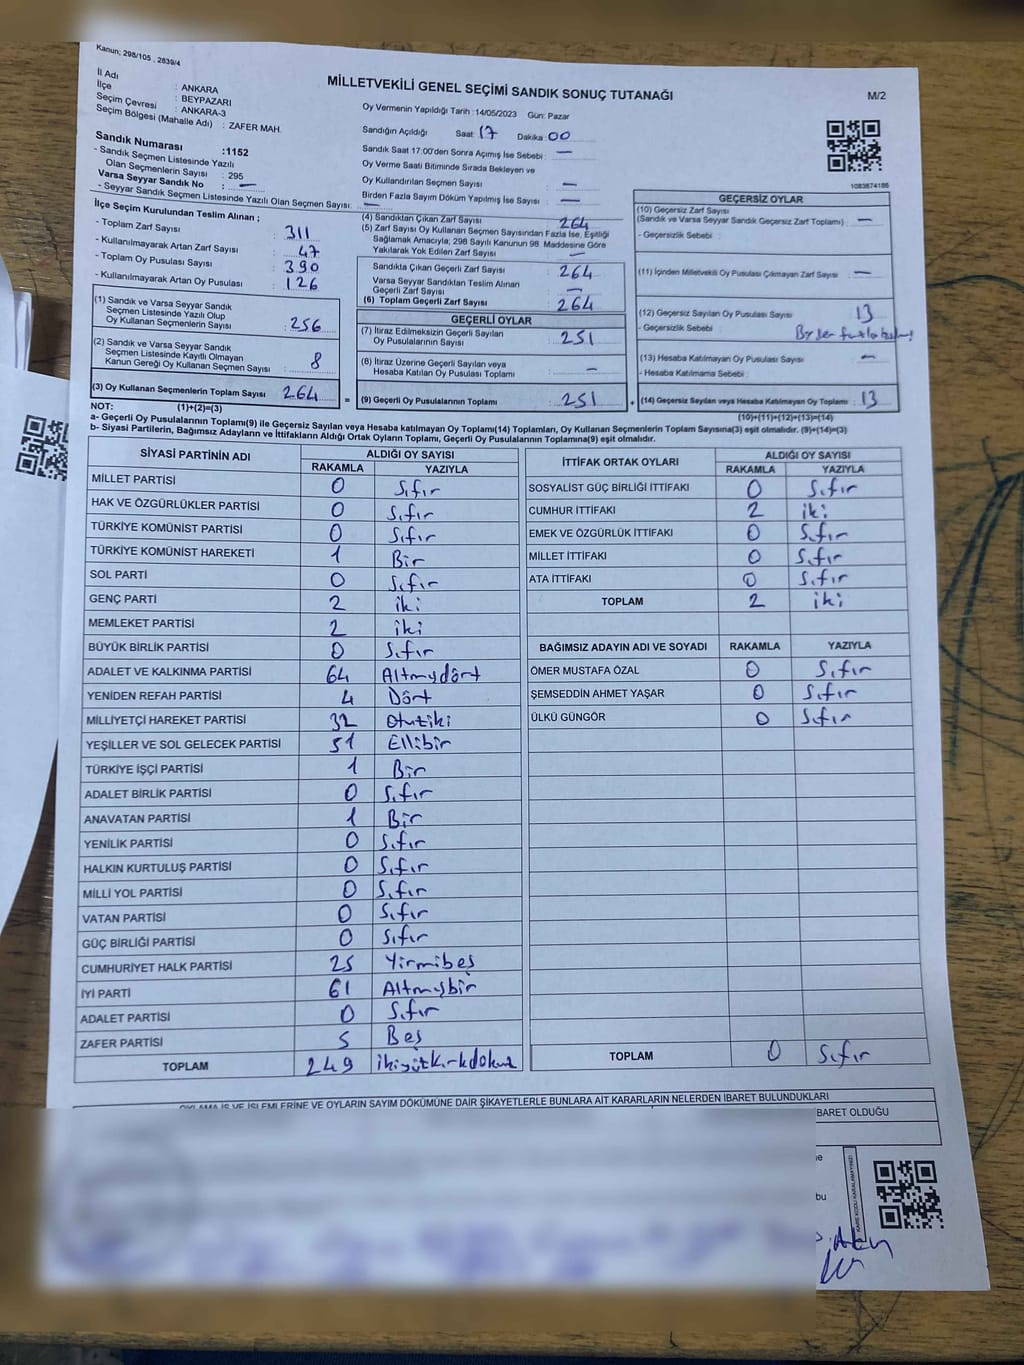 Kanun; 298/105 , 2839/4
MİLLETVEKİLİ GENEL SEÇİMİ SANDIK SONUÇ TUTANAĞI
M/2
İl Adı : ANKARA
İlçe : BEYPAZARI
Seçim Çevresi : ANKARA-3
Seçim Bölgesi (Mahalle Adı) : ZAFER MAH.
Sandık Numarası :1152
- Sandık Seçmen Listesinde Yazılı
Olan Seçmenlerin Sayısı : 295
Varsa Seyyar Sandık No : —
- Seyyar Sandık Seçmen Listesinde Yazılı Olan Seçmen Sayısı: —
Oy Vermenin Yapıldığı Tarih :14/05/2023 Gün: Pazar
Sandığın Açıldığı Saat: 17 Dakika: 00
Sandık Saat 17:00'den Sonra Açımış İse Sebebi : —
Oy Verme Saati Bitiminde Sırada Bekleyen ve
Oy Kullandırılan Seçmen Sayısı : —
Birden Fazla Sayım Döküm Yapılmış İse Sayısı : —
1083674186
İlçe Seçim Kurulundan Teslim Alınan ;
- Toplam Zarf Sayısı : 311
- Kullanılmayarak Artan Zarf Sayısı : 47
- Toplam Oy Pusulası Sayısı : 390
- Kullanılmayarak Artan Oy Pusulası : 126
(1) Sandık ve Varsa Seyyar Sandık
Seçmen Listesinde Yazılı Olup
Oy Kullanan Seçmenlerin Sayısı : 256
(2) Sandık ve Varsa Seyyar Sandık
Seçmen Listesinde Kayıtlı Olmayan
Kanun Gereği Oy Kullanan Seçmen Sayısı : 8
(3) Oy Kullanan Seçmenlerin Toplam Sayısı : 264 =
(4) Sandıktan Çıkan Zarf Sayısı : 264
(5) Zarf Sayısı Oy Kullanan Seçmen Sayısından Fazla İse, Eşitliği
Sağlamak Amacıyla; 298 Sayılı Kanunun 98. Maddesine Göre
Yakılarak Yok Edilen Zarf Sayısı : —
Sandıkta Çıkan Geçerli Zarf Sayısı : 264
Varsa Seyyar Sandıktan Teslim Alınan
Geçerli Zarf Sayısı : —
(6) Toplam Geçerli Zarf Sayısı : 264
GEÇERLİ OYLAR
(7) İtiraz Edilmeksizin Geçerli Sayılan
Oy Pusulalarının Sayısı : 251
(8) İtiraz Üzerine Geçerli Sayılan veya
Hesaba Katılan Oy Pusulası Toplamı : —
(9) Geçerli Oy Pusulalarının Toplamı : 251 +
GEÇERSİZ OYLAR
(10) Geçersiz Zarf Sayısı
(Sandık ve Varsa Seyyar Sandık Geçersiz Zarf Toplamı) : —
- Geçersizlik Sebebi :
(11) İçinden Milletvekili Oy Pusulası Çıkmayan Zarf Sayısı : —
(12) Geçersiz Sayılan Oy Pusulası Sayısı : 13
- Geçersizlik Sebebi :
(13) Hesaba Katılmayan Oy Pusulası Sayısı : —
- Hesaba Katılmama Sebebi :
(14) Geçersiz Sayılan veya Hesaba Katılmayan Oy Toplamı : 13
NOT: (1)+(2)=(3) (10)+(11)+(12)+(13)=(14)
a- Geçerli Oy Pusulalarının Toplamı(9) ile Geçersiz Sayılan veya Hesaba katılmayan Oy Toplamı(14) Toplamları, Oy Kullanan Seçmenlerin Toplam Sayısına(3) eşit olmalıdır. (9)+(14)=(3)
b- Siyasi Partilerin, Bağımsız Adayların ve İttifakların Aldığı Ortak Oyların Toplamı, Geçerli Oy Pusulalarının Toplamına(9) eşit olmalıdır.
SİYASİ PARTİNİN ADI ALDIĞI OY SAYISI
RAKAMLA YAZIYLA
MİLLET PARTİSİ 0 Sıfır
HAK VE ÖZGÜRLÜKLER PARTİSİ 0 Sıfır
TÜRKİYE KOMÜNİST PARTİSİ 0 Sıfır
TÜRKİYE KOMÜNİST HAREKETİ 1 Bir
SOL PARTİ 0 Sıfır
GENÇ PARTİ 2 iki
MEMLEKET PARTİSİ 2 iki
BÜYÜK BİRLİK PARTİSİ 0 Sıfır
ADALET VE KALKINMA PARTİSİ 64 Altmışdört
YENİDEN REFAH PARTİSİ 4 Dört
MİLLİYETÇİ HAREKET PARTİSİ 32 Otuziki
YEŞİLLER VE SOL GELECEK PARTİSİ 51 Ellibir
TÜRKİYE İŞÇİ PARTİSİ 1 Bir
ADALET BİRLİK PARTİSİ 0 Sıfır
ANAVATAN PARTİSİ 1 Bir
YENİLİK PARTİSİ 0 Sıfır
HALKIN KURTULUŞ PARTİSİ 0 Sıfır
MİLLİ YOL PARTİSİ 0 Sıfır
VATAN PARTİSİ 0 Sıfır
GÜÇ BİRLİĞİ PARTİSİ 0 Sıfır
CUMHURİYET HALK PARTİSİ 25 Yirmibeş
İYİ PARTİ 61 Altmışbir
ADALET PARTİSİ 0 Sıfır
ZAFER PARTİSİ 5 Beş
TOPLAM 249 ikiyüzkırkdokuz
İTTİFAK ORTAK OYLARI ALDIĞI OY SAYISI
RAKAMLA YAZIYLA
SOSYALİST GÜÇ BİRLİĞİ İTTİFAKI 0 Sıfır
CUMHUR İTTİFAKI 2 iki
EMEK VE ÖZGÜRLÜK İTTİFAKI 0 Sıfır
MİLLET İTTİFAKI 0 Sıfır
ATA İTTİFAKI 0 Sıfır
TOPLAM 2 iki
BAĞIMSIZ ADAYIN ADI VE SOYADI RAKAMLA YAZIYLA
ÖMER MUSTAFA ÖZAL 0 Sıfır
ŞEMSEDDİN AHMET YAŞAR 0 Sıfır
ÜLKÜ GÜNGÖR 0 Sıfır
TOPLAM 0 Sıfır
OYLAMA İŞ VE İŞLEMLERİNE VE OYLARIN SAYIM DÖKÜMÜNE DAİR ŞİKAYETLERLE BUNLARA AİT KARARLARIN NELERDEN İBARET BULUNDUKLARI
BARET OLDUĞU
bu